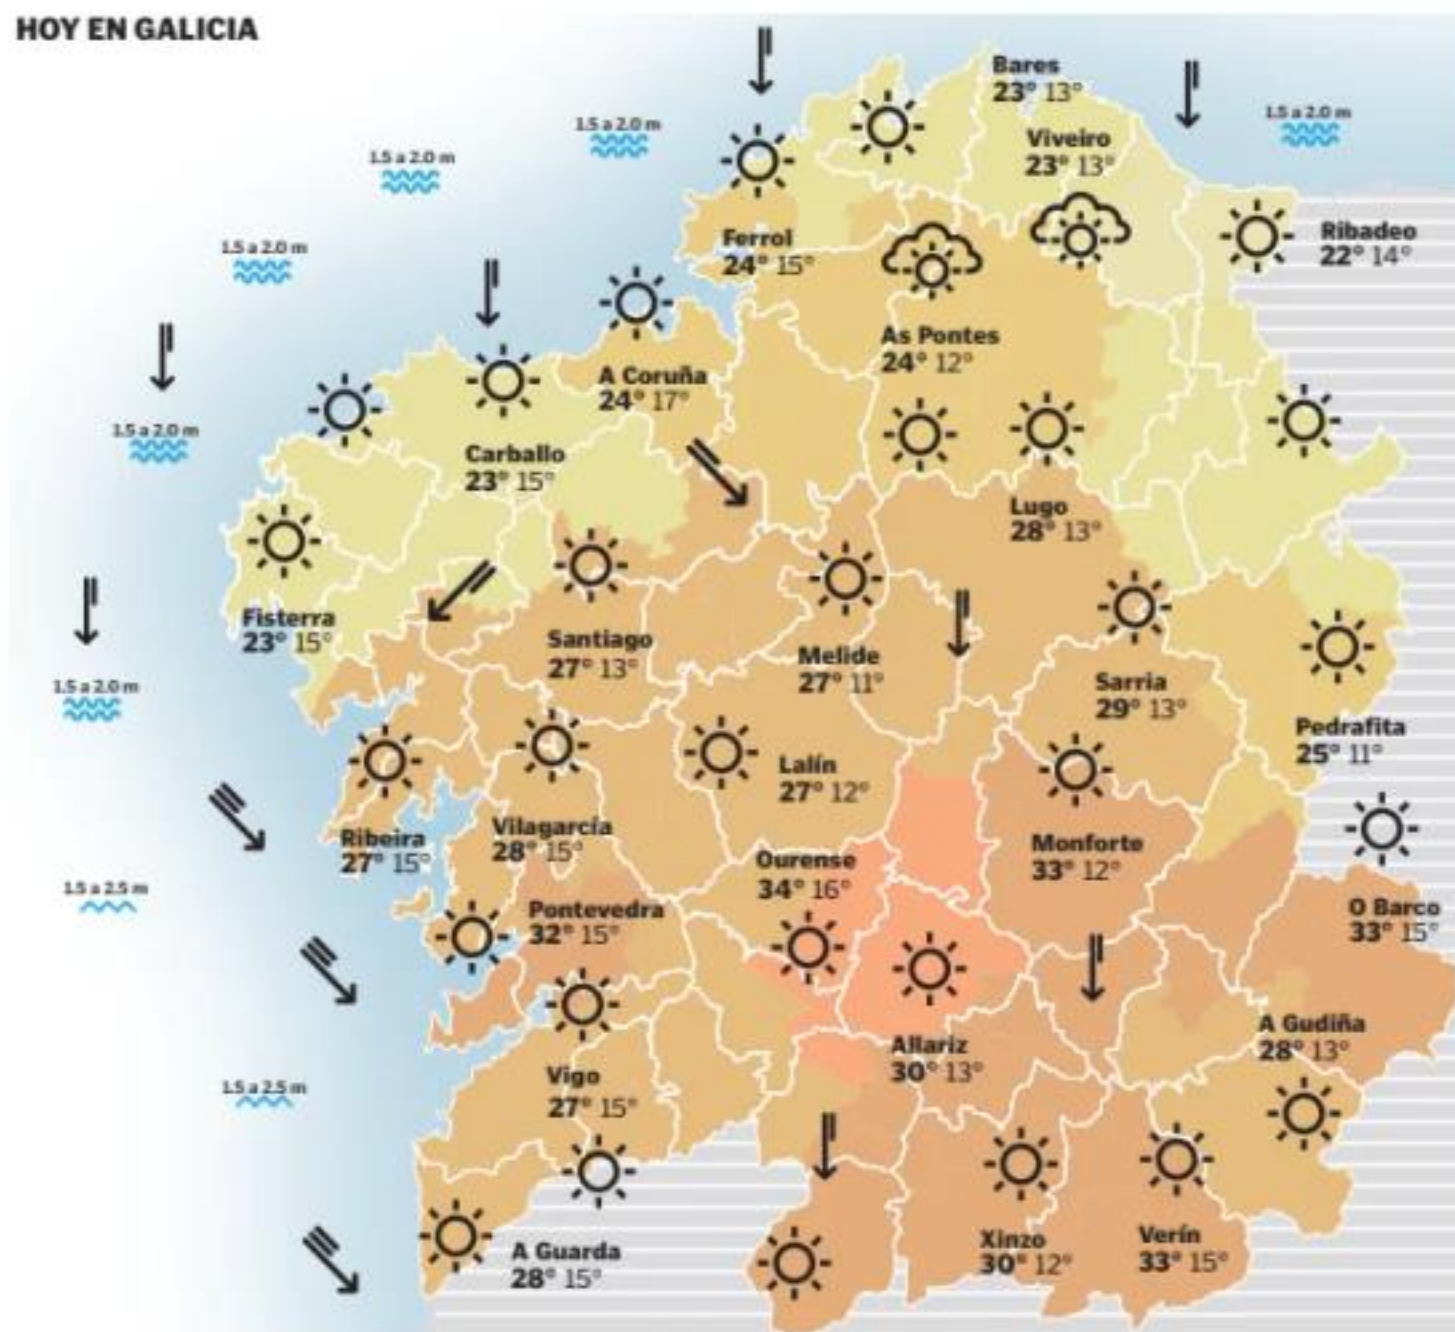 HOY EN GALICIA
Bares
23° 13°
1.5 a 2.0 m
1.5 a 2.0 m
Viveiro
23° 13°
1.5 a 2.0 m
Ribadeo
22° 14°
Ferrol
24° 15°
1.5 a 2.0 m
As Pontes
24° 12°
A Coruña
24° 17°
1.5 a 2.0 m
Carballo
23° 15°
Lugo
28° 13°
Fisterra
23° 15°
Santiago
27° 13°
Melide
27° 11°
Sarria
29° 13°
1.5 a 2.0 m
Pedrafita
25° 11°
Lalín
27° 12°
Ribeira
27° 15°
Vilagarcía
28° 15°
Monforte
33° 12°
Ourense
34° 16°
1.5 a 2.5 m
Pontevedra
32° 15°
O Barco
33° 15°
A Gudiña
28° 13°
Allariz
30° 13°
1.5 a 2.5 m
Vigo
27° 15°
Xinzo
30° 12°
Verín
33° 15°
A Guarda
28° 15°